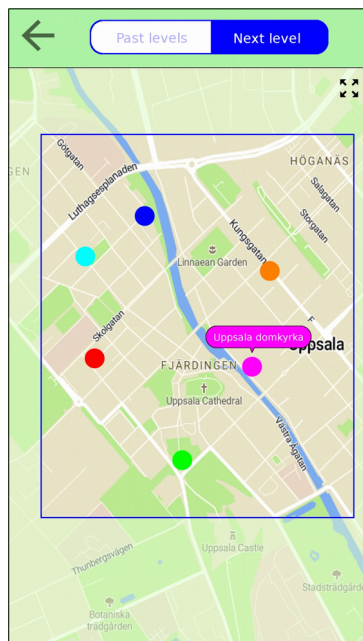 Past levels
Next level
Götgatan
Luthagsesplanaden
HÖGANÄS
GEN
Salagatan
Storgatan
Kungsgatan
Linnaean Garden
Skolgatan
F
Uppsala domkyrka
Uppsala
FJÄRDINGEN
Uppsala Cathedral
Västra Ågatan
Uppsala Castle
Thunbergsvägen
Stadsträdgården
Botaniska
trädgården